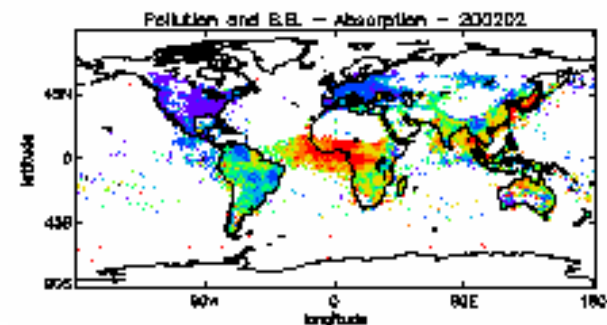 Pollution and B.B. - Absorption - 200202
45N
0
45S
90S
90W
0
90E
180
latitude
longitude